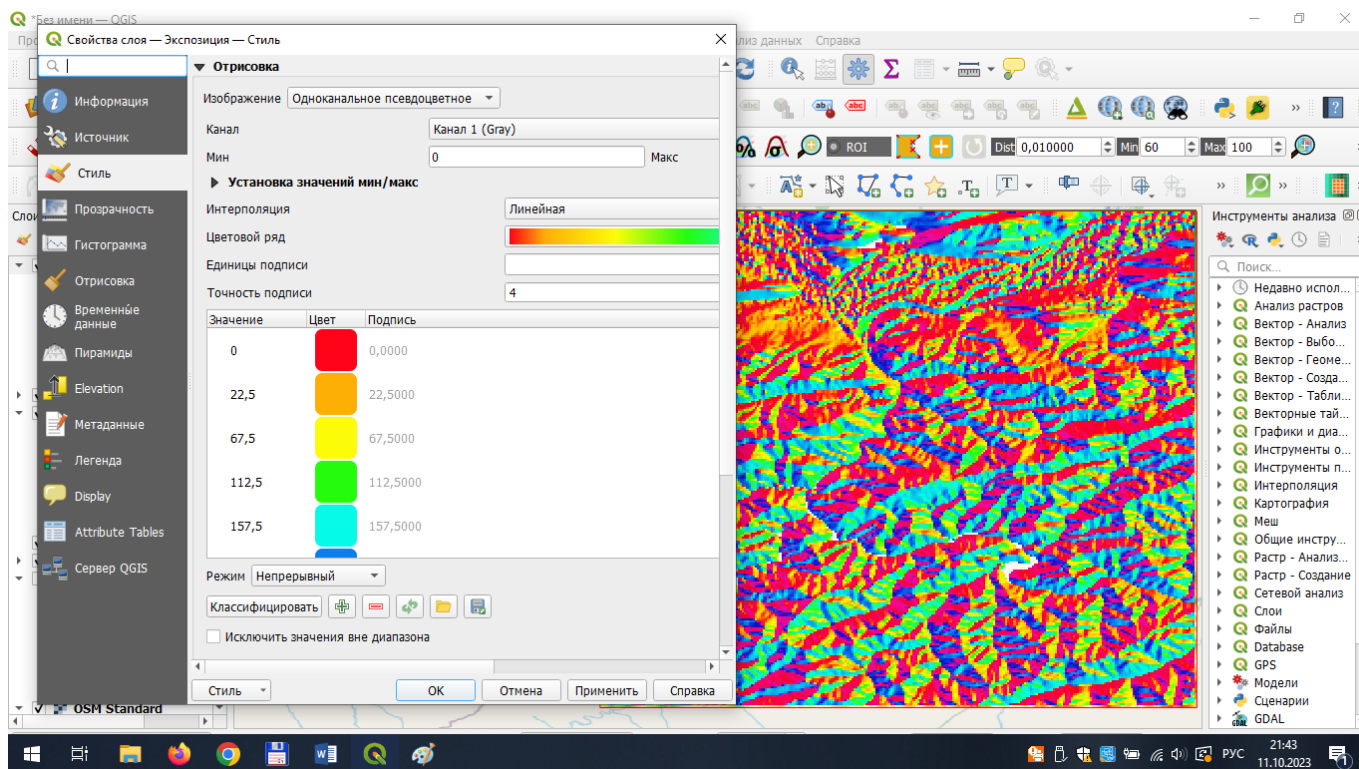 *Без имени — QGIS
Свойства слоя — Экспозиция — Стиль
лиз данных Справка
Информация
Источник
Стиль
Прозрачность
Гистограмма
Отрисовка
Временные
данные
Пирамиды
Elevation
Метаданные
Легенда
Display
Attribute Tables
Сервер QGIS
Отрисовка
Изображение Одноканальное псевдоцветное
Канал Канал 1 (Gray)
Мин 0 Макс
Установка значений мин/макс
Интерполяция Линейная
Цветовой ряд
Единицы подписи
Точность подписи 4
Значение Цвет Подпись
0 0,0000
22,5 22,5000
67,5 67,5000
112,5 112,5000
157,5 157,5000
Режим Непрерывный
Классифицировать
Исключить значения вне диапазона
Стиль OK Отмена Применить Справка
OSM Standard
ROI Dist 0,010000 Min 60 Max 100
Инструменты анализа
Поиск...
Недавно испол...
Анализ растров
Вектор - Анализ
Вектор - Выбо...
Вектор - Геоме...
Вектор - Созда...
Вектор - Табли...
Векторные тай...
Графики и диа...
Инструменты о...
Инструменты п...
Интерполяция
Картография
Меш
Общие инстру...
Растр - Анализ...
Растр - Создание
Сетевой анализ
Слои
Файлы
Database
GPS
Модели
Сценарии
GDAL
РУС
21:43
11.10.2023